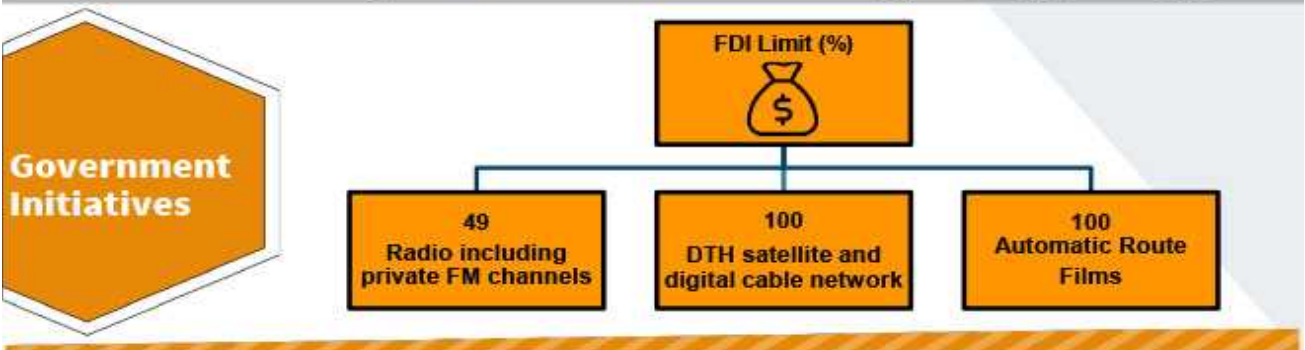 Government
Initiatives
FDI Limit (%)
$
49
Radio including
private FM channels
100
DTH satellite and
digital cable network
100
Automatic Route
Films